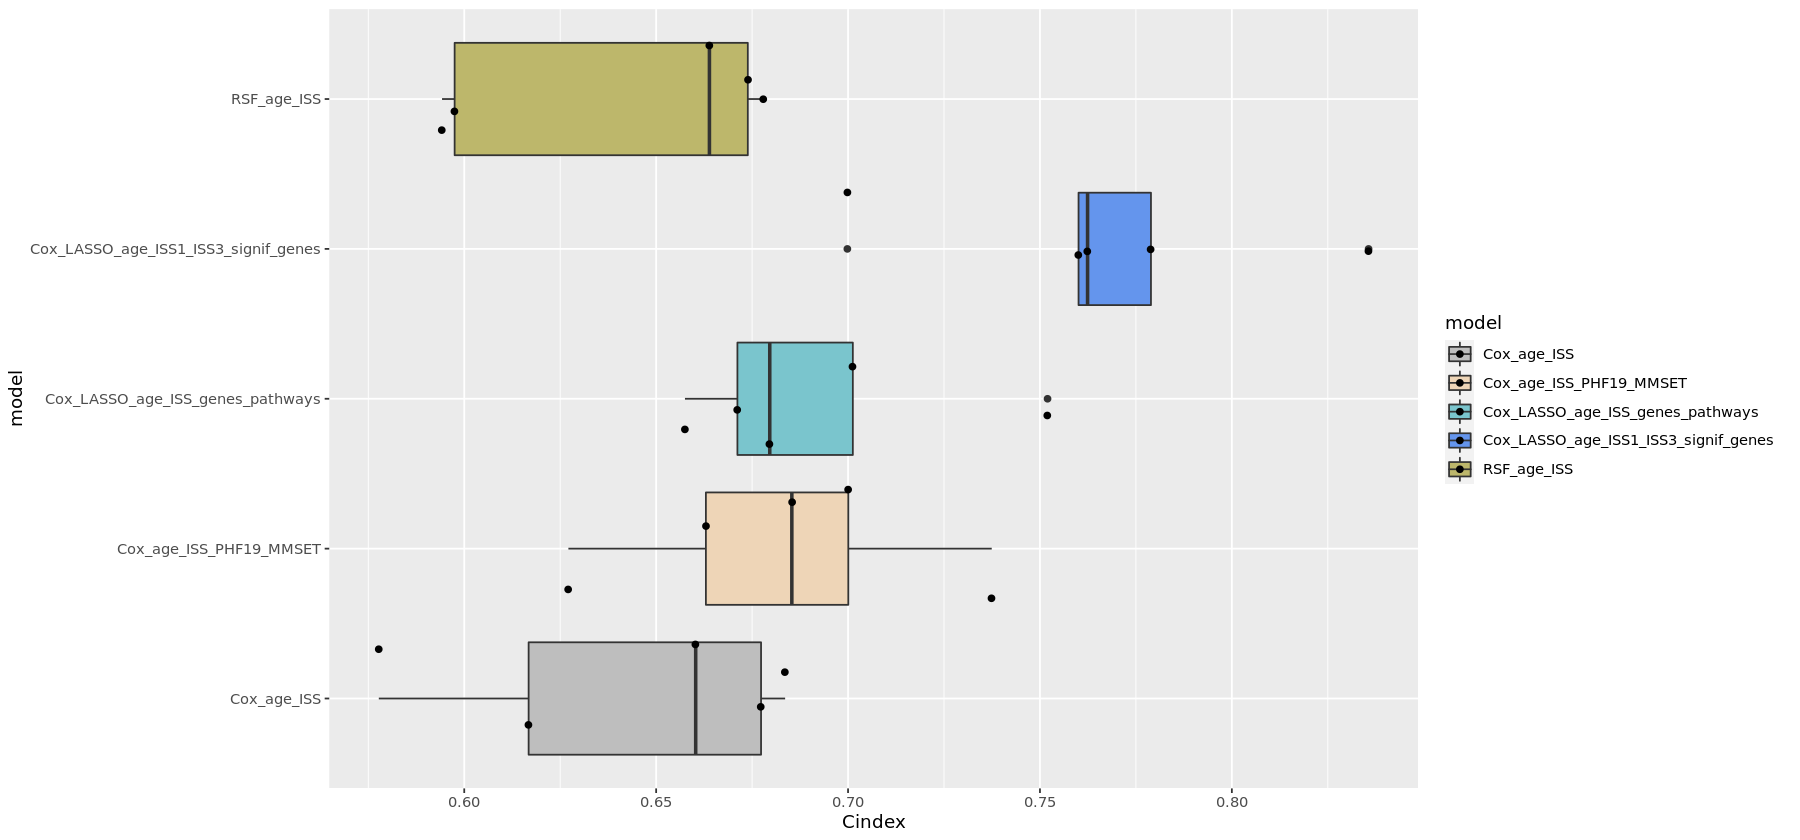 RSF_age_ISS
Cox_LASSO_age_ISS1_ISS3_signif_genes
Cox_LASSO_age_ISS_genes_pathways
Cox_age_ISS_PHF19_MMSET
Cox_age_ISS
model
0.60
0.65
0.70
0.75
0.80
Cindex
model
Cox_age_ISS
Cox_age_ISS_PHF19_MMSET
Cox_LASSO_age_ISS_genes_pathways
Cox_LASSO_age_ISS1_ISS3_signif_genes
RSF_age_ISS